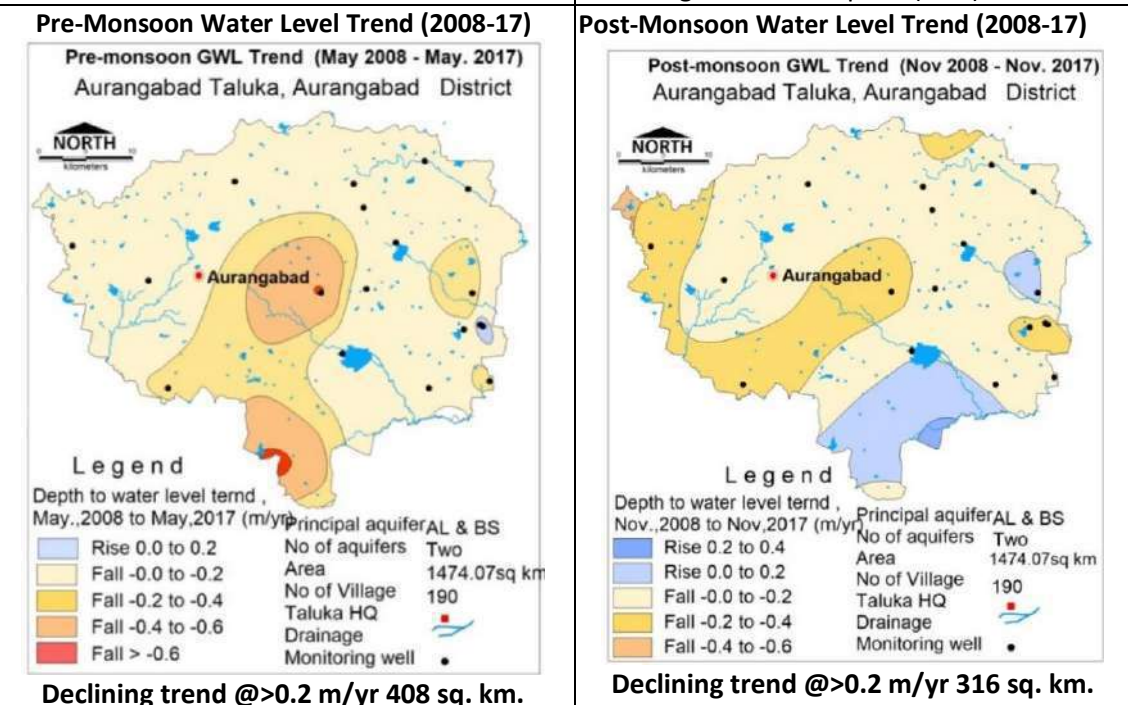 Pre-Monsoon Water Level Trend (2008-17)
Pre-monsoon GWL Trend (May 2008 - May. 2017)
Aurangabad Taluka, Aurangabad District
NORTH
kilometers
Aurangabad
Legend
Depth to water level ternd ,
May.,2008 to May,2017 (m/yr)
Rise 0.0 to 0.2
Fall -0.0 to -0.2
Fall -0.2 to -0.4
Fall -0.4 to -0.6
Fall > -0.6
Principal aquifer AL & BS
No of aquifers Two
Area 1474.07sq km
No of Village 190
Taluka HQ
Drainage
Monitoring well
Declining trend @>0.2 m/yr 408 sq. km.
Post-Monsoon Water Level Trend (2008-17)
Post-monsoon GWL Trend (Nov 2008 - Nov. 2017)
Aurangabad Taluka, Aurangabad District
NORTH
kilometers
Aurangabad
Legend
Depth to water level ternd ,
Nov.,2008 to Nov,2017 (m/yr)
Rise 0.2 to 0.4
Rise 0.0 to 0.2
Fall -0.0 to -0.2
Fall -0.2 to -0.4
Fall -0.4 to -0.6
Principal aquifer AL & BS
No of aquifers Two
Area 1474.07sq km
No of Village 190
Taluka HQ
Drainage
Monitoring well
Declining trend @>0.2 m/yr 316 sq. km.